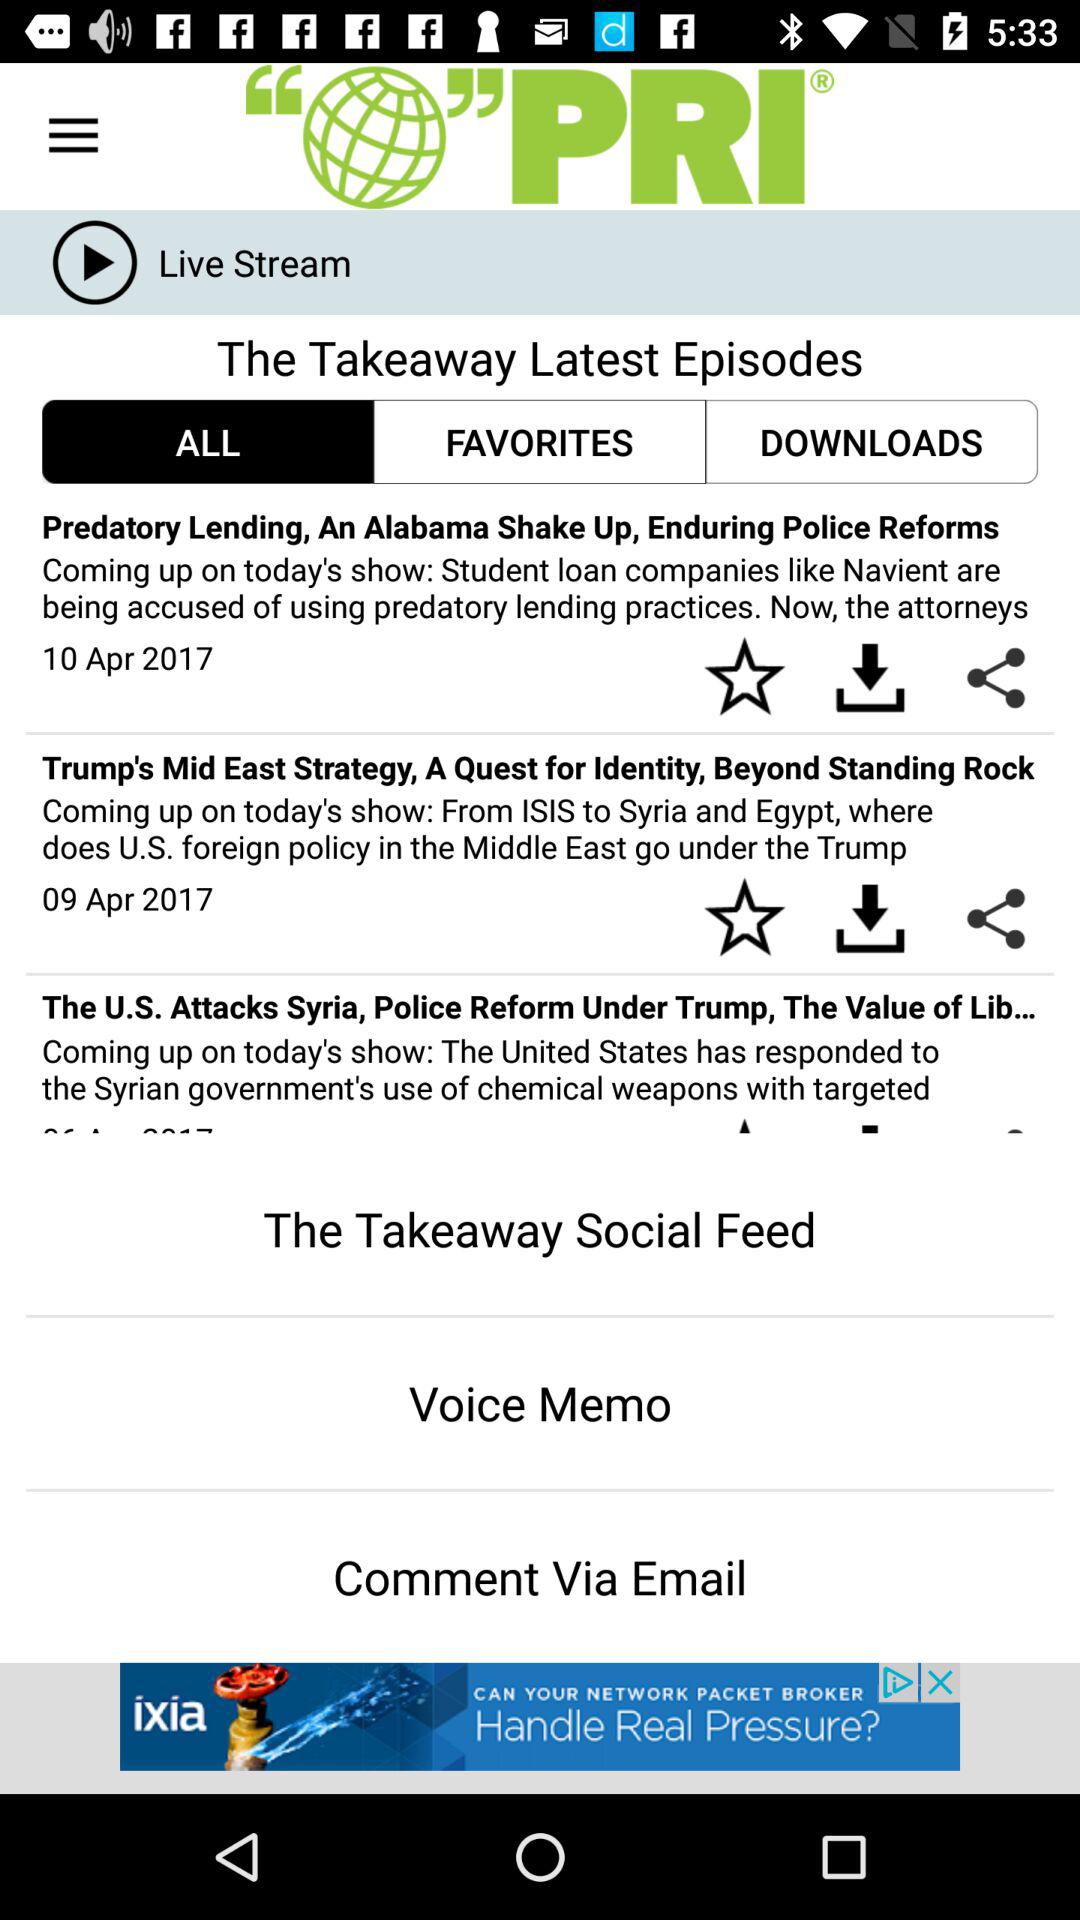 5:33
“ ” PRI®
Live Stream
The Takeaway Latest Episodes
ALL FAVORITES DOWNLOADS
Predatory Lending, An Alabama Shake Up, Enduring Police Reforms
Coming up on today's show: Student loan companies like Navient are
being accused of using predatory lending practices. Now, the attorneys
10 Apr 2017
Trump's Mid East Strategy, A Quest for Identity, Beyond Standing Rock
Coming up on today's show: From ISIS to Syria and Egypt, where
does U.S. foreign policy in the Middle East go under the Trump
09 Apr 2017
The U.S. Attacks Syria, Police Reform Under Trump, The Value of Lib...
Coming up on today's show: The United States has responded to
the Syrian government's use of chemical weapons with targeted
The Takeaway Social Feed
Voice Memo
Comment Via Email
ixia
CAN YOUR NETWORK PACKET BROKER
Handle Real Pressure?